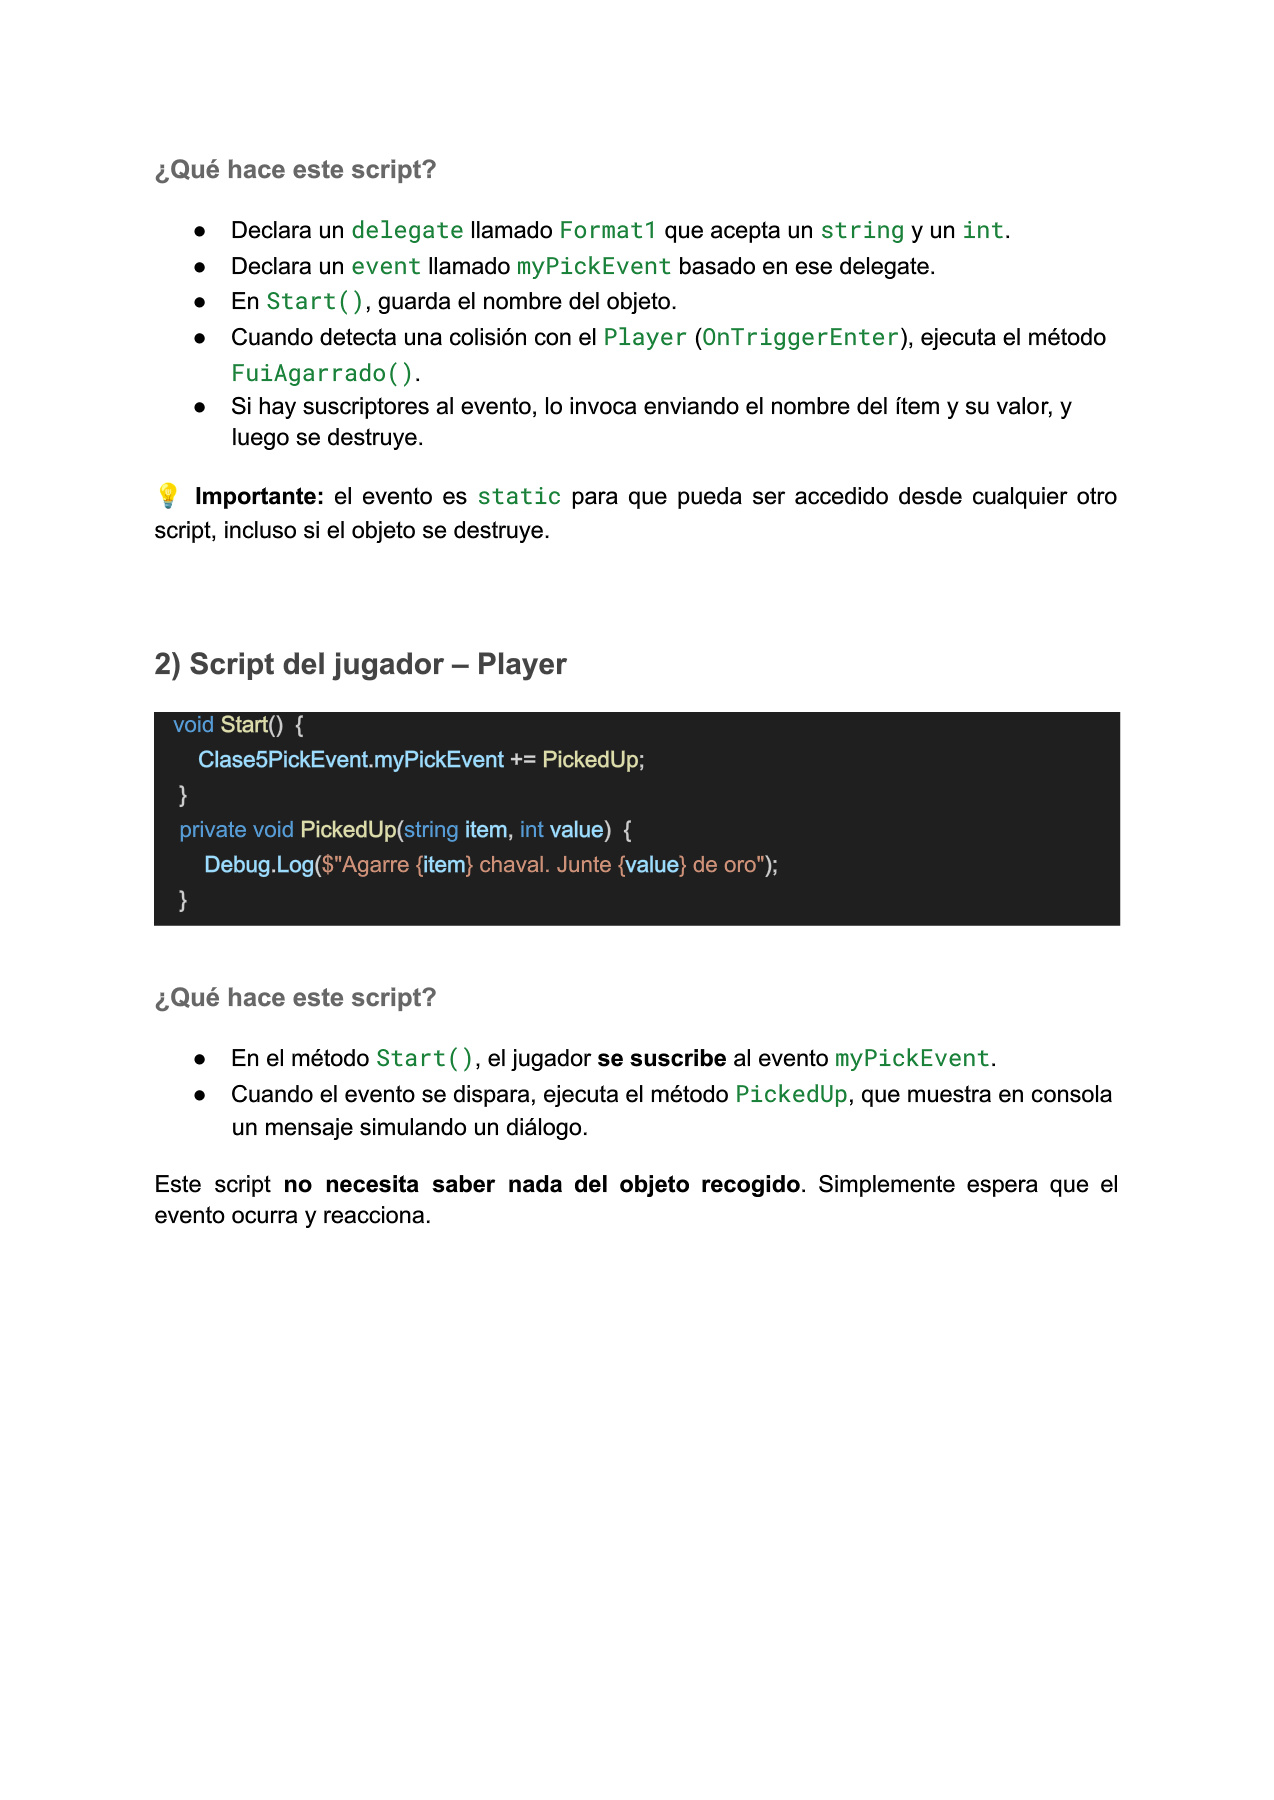 ¿Qué hace este script?
● Declara un delegate llamado Format1 que acepta un string y un int.
● Declara un event llamado myPickEvent basado en ese delegate.
● En Start(), guarda el nombre del objeto.
● Cuando detecta una colisión con el Player (OnTriggerEnter), ejecuta el método
FuiAgarrado().
● Si hay suscriptores al evento, lo invoca enviando el nombre del ítem y su valor, y
luego se destruye.
💡 Importante: el evento es static para que pueda ser accedido desde cualquier otro
script, incluso si el objeto se destruye.
2) Script del jugador – Player
void Start() {
Clase5PickEvent.myPickEvent += PickedUp;
}
private void PickedUp(string item, int value) {
Debug.Log($"Agarre {item} chaval. Junte {value} de oro");
}
¿Qué hace este script?
● En el método Start(), el jugador se suscribe al evento myPickEvent.
● Cuando el evento se dispara, ejecuta el método PickedUp, que muestra en consola
un mensaje simulando un diálogo.
Este script no necesita saber nada del objeto recogido. Simplemente espera que el
evento ocurra y reacciona.